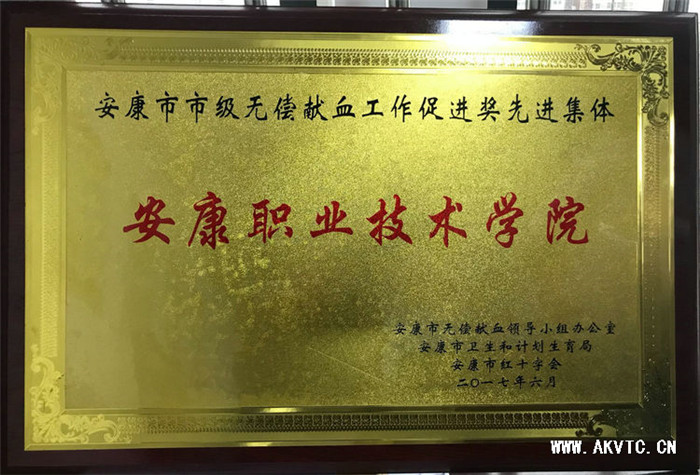 安康市市级无偿献血工作促进奖先进集体
安康职业技术学院
安康市无偿献血领导小组办公室
安康市卫生和计划生育局
安康市红十字会
二〇一七年六月
WWW.AKVTC.CN